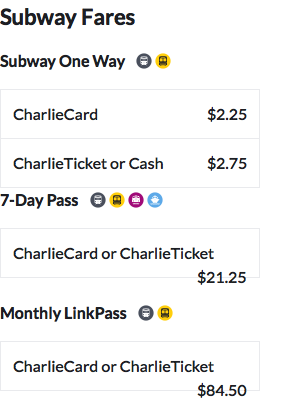 Subway Fares
Subway One Way
CharlieCard $2.25
CharlieTicket or Cash $2.75
7-Day Pass
CharlieCard or CharlieTicket
$21.25
Monthly LinkPass
CharlieCard or CharlieTicket
$84.50